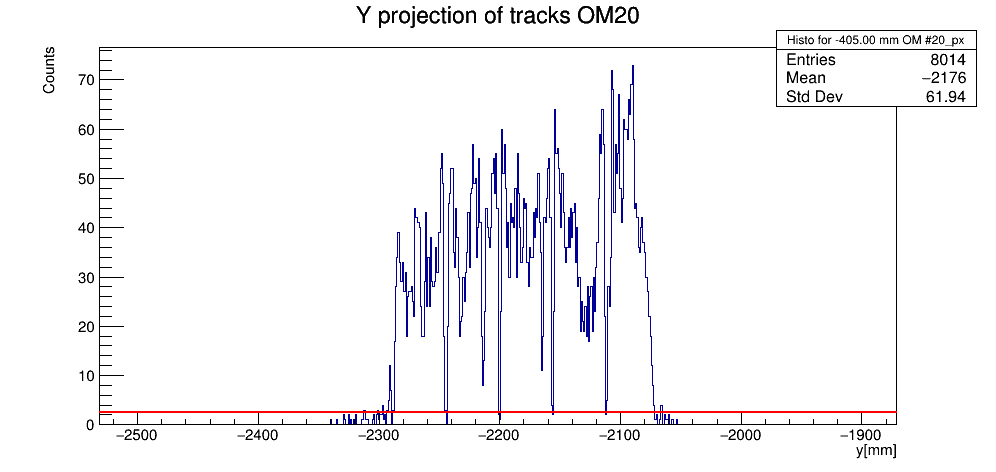 Y projection of tracks OM20
Histo for -405.00 mm OM #20_px
Entries 8014
Mean −2176
Std Dev 61.94
Counts
70
60
50
40
30
20
10
0
−2500 −2400 −2300 −2200 −2100 −2000 −1900
y[mm]